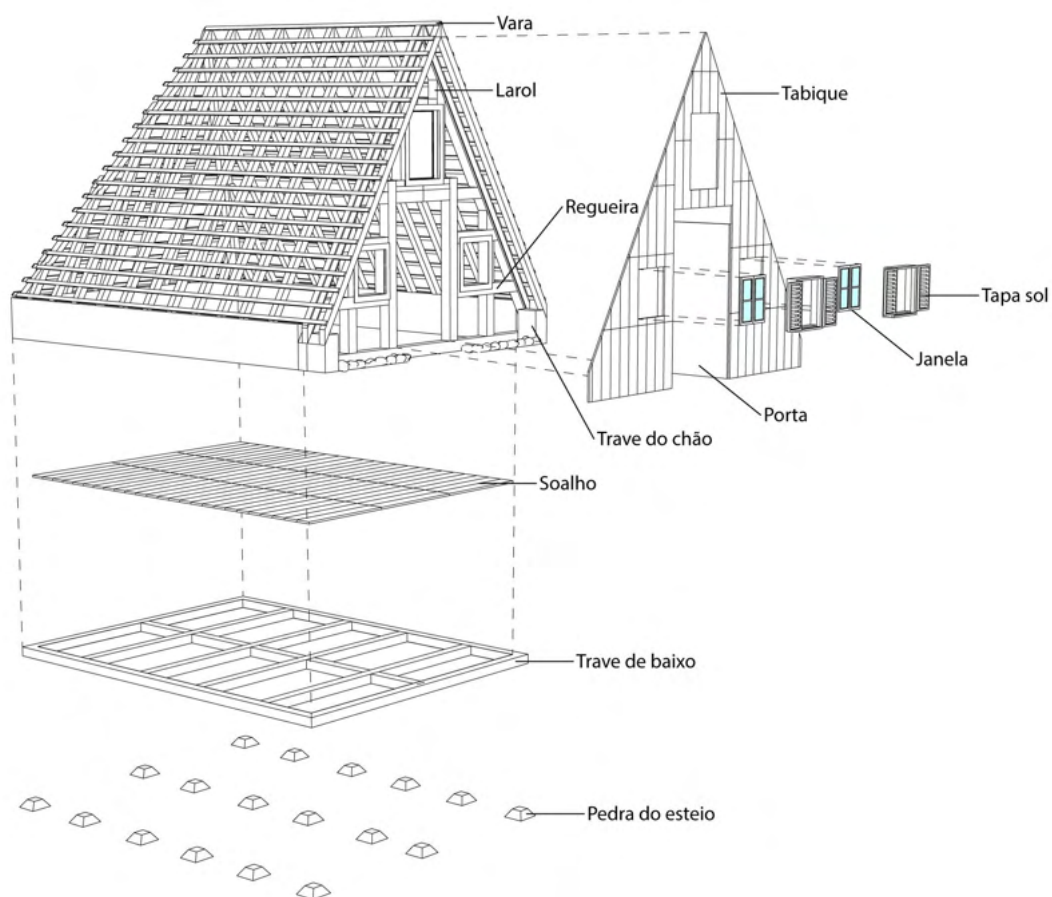 Vara
Larol
Tabique
Regueira
Tapa sol
Janela
Porta
Trave do chão
Soalho
Trave de baixo
Pedra do esteio